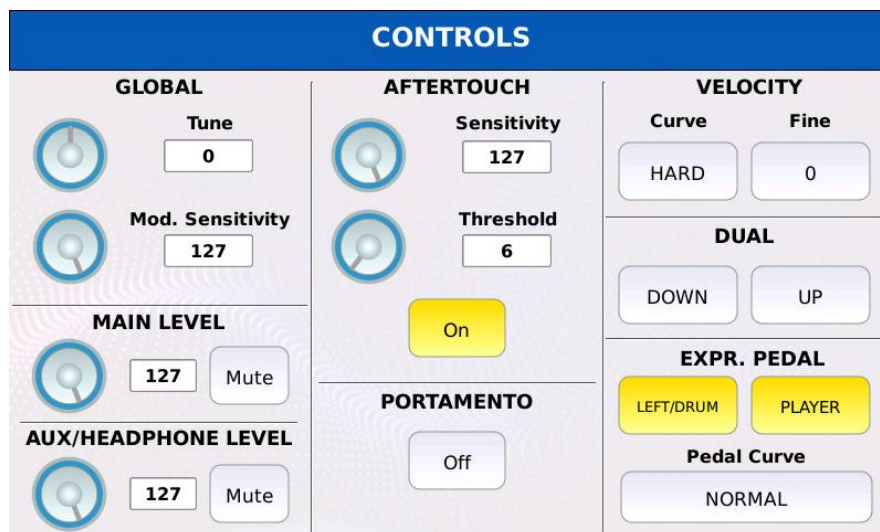 CONTROLS
GLOBAL
Tune
0
Mod. Sensitivity
127
MAIN LEVEL
127
Mute
AUX/HEADPHONE LEVEL
127
Mute
AFTERTOUCH
Sensitivity
127
Threshold
6
On
PORTAMENTO
Off
VELOCITY
Curve
Fine
HARD
0
DUAL
DOWN
UP
EXPR. PEDAL
LEFT/DRUM
PLAYER
Pedal Curve
NORMAL